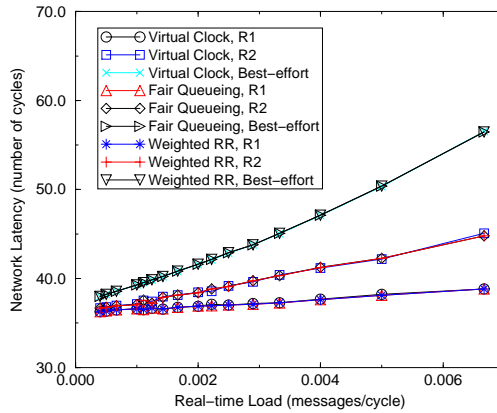 70.0
60.0
50.0
40.0
30.0
Network Latency (number of cycles)
Virtual Clock, R1
Virtual Clock, R2
Virtual Clock, Best-effort
Fair Queueing, R1
Fair Queueing, R2
Fair Queueing, Best-effort
Weighted RR, R1
Weighted RR, R2
Weighted RR, Best-effort
0.000
0.002
0.004
0.006
Real-time Load (messages/cycle)